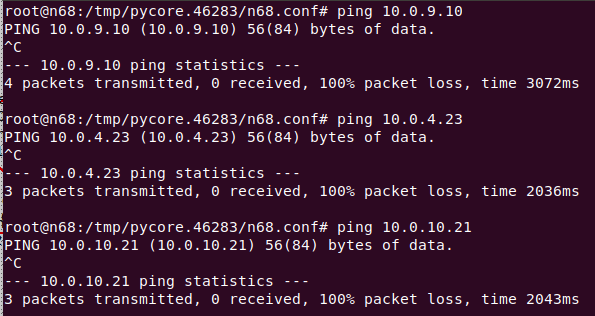 root@n68:/tmp/pycore.46283/n68.conf# ping 10.0.9.10
PING 10.0.9.10 (10.0.9.10) 56(84) bytes of data.
^C
--- 10.0.9.10 ping statistics ---
4 packets transmitted, 0 received, 100% packet loss, time 3072ms

root@n68:/tmp/pycore.46283/n68.conf# ping 10.0.4.23
PING 10.0.4.23 (10.0.4.23) 56(84) bytes of data.
^C
--- 10.0.4.23 ping statistics ---
3 packets transmitted, 0 received, 100% packet loss, time 2036ms

root@n68:/tmp/pycore.46283/n68.conf# ping 10.0.10.21
PING 10.0.10.21 (10.0.10.21) 56(84) bytes of data.
^C
--- 10.0.10.21 ping statistics ---
3 packets transmitted, 0 received, 100% packet loss, time 2043ms